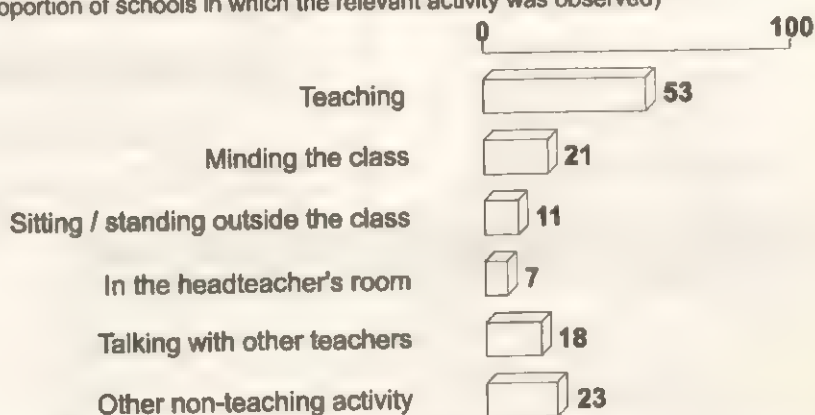 oportion of schools in which the relevant activity was observed)
0 100
Teaching 53
Minding the class 21
Sitting / standing outside the class 11
In the headteacher's room 7
Talking with other teachers 18
Other non-teaching activity 23